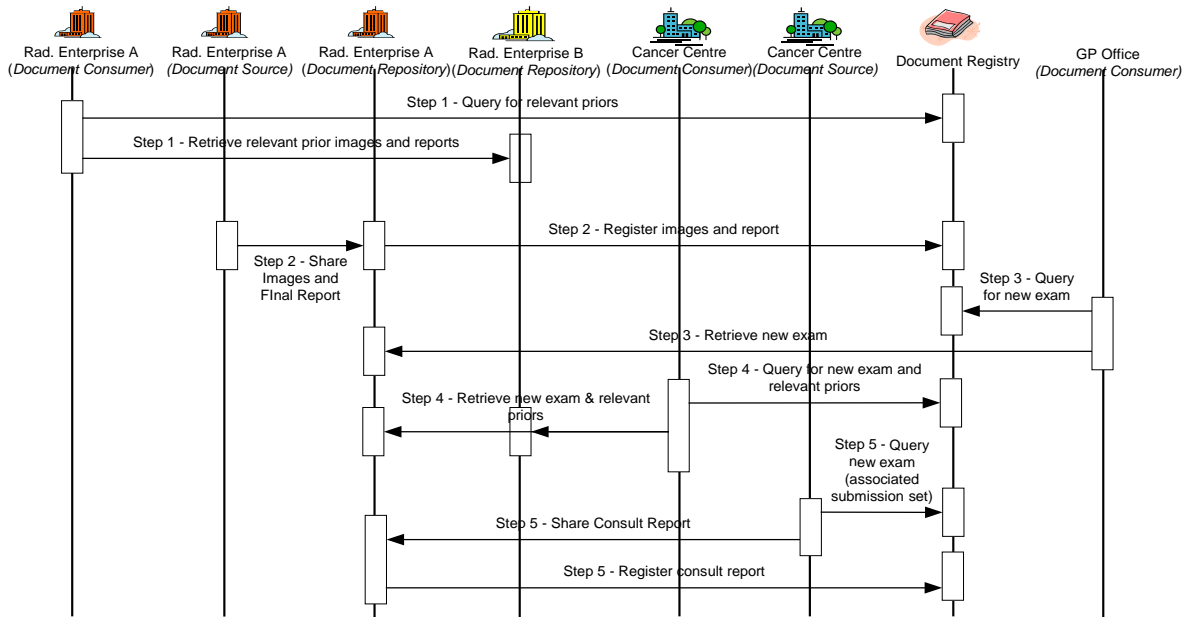 Rad. Enterprise A
(Document Consumer)
Rad. Enterprise A
(Document Source)
Rad. Enterprise A
(Document Repository)
Rad. Enterprise B
(Document Repository)
Cancer Centre
(Document Consumer)
Cancer Centre
(Document Source)
Document Registry
GP Office
(Document Consumer)
Step 1 - Query for relevant priors
Step 1 - Retrieve relevant prior images and reports
Step 2 - Share
Images and
FInal Report
Step 2 - Register images and report
Step 3 - Query
for new exam
Step 3 - Retrieve new exam
Step 4 - Query for new exam and
relevant priors
Step 4 - Retrieve new exam & relevant
priors
Step 5 - Query
new exam
(associated
submission set)
Step 5 - Share Consult Report
Step 5 - Register consult report